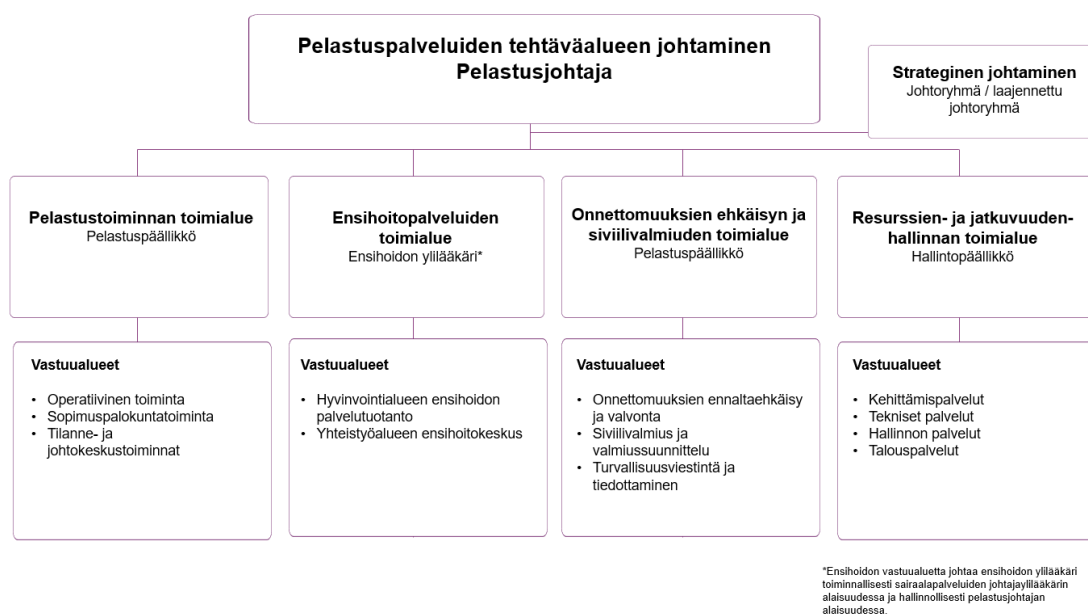 Pelastuspalveluiden tehtäväalueen johtaminen
Pelastusjohtaja
Strateginen johtaminen
Johtoryhmä / laajennettu
johtoryhmä
Pelastustoiminnan toimialue
Pelastuspäällikkö
Ensihoitopalveluiden
toimialue
Ensihoidon ylilääkäri*
Onnettomuuksien ehkäisyn ja
siviilivalmiuden toimialue
Pelastuspäällikkö
Resurssien- ja jatkuvuuden-
hallinnan toimialue
Hallintopäällikkö
Vastuualueet
• Operatiivinen toiminta
• Sopimuspalokuntatoiminta
• Tilanne- ja
johtokeskustoiminnat
Vastuualueet
• Hyvinvointialueen ensihoidon
palvelutuotanto
• Yhteistyöalueen ensihoitokeskus
Vastuualueet
• Onnettomuuksien ennaltaehkäisy
ja valvonta
• Siviilivalmius ja
valmiussuunnittelu
• Turvallisuusviestintä ja
tiedottaminen
Vastuualueet
• Kehittämispalvelut
• Tekniset palvelut
• Hallinnon palvelut
• Talouspalvelut
*Ensihoidon vastuualuetta johtaa ensihoidon ylilääkäri
toiminnallisesti sairaalapalveluiden johtajaylilääkärin
alaisuudessa ja hallinnollisesti pelastusjohtajan
alaisuudessa.